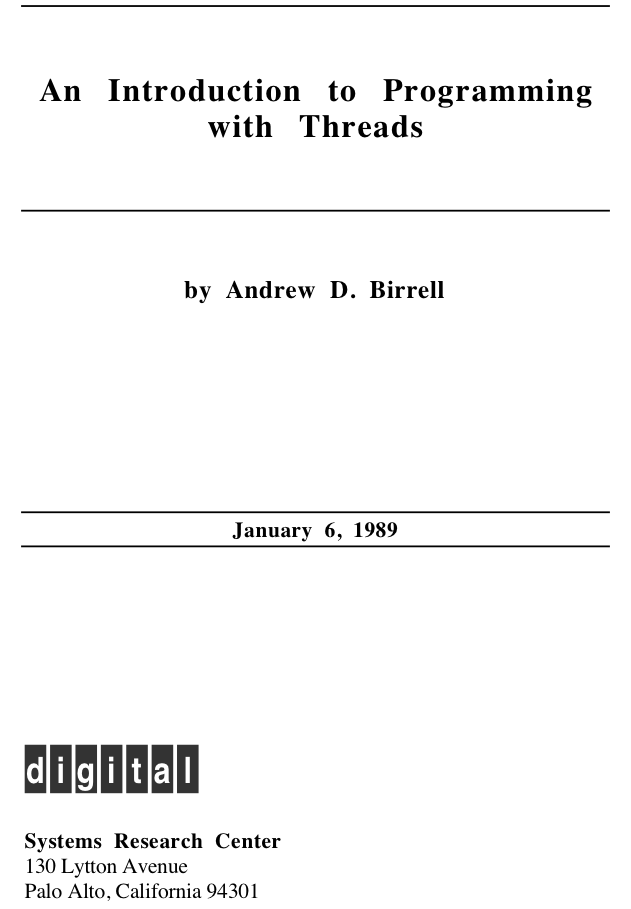 An Introduction to Programming
with Threads
by Andrew D. Birrell
January 6, 1989
digital
Systems Research Center
130 Lytton Avenue
Palo Alto, California 94301